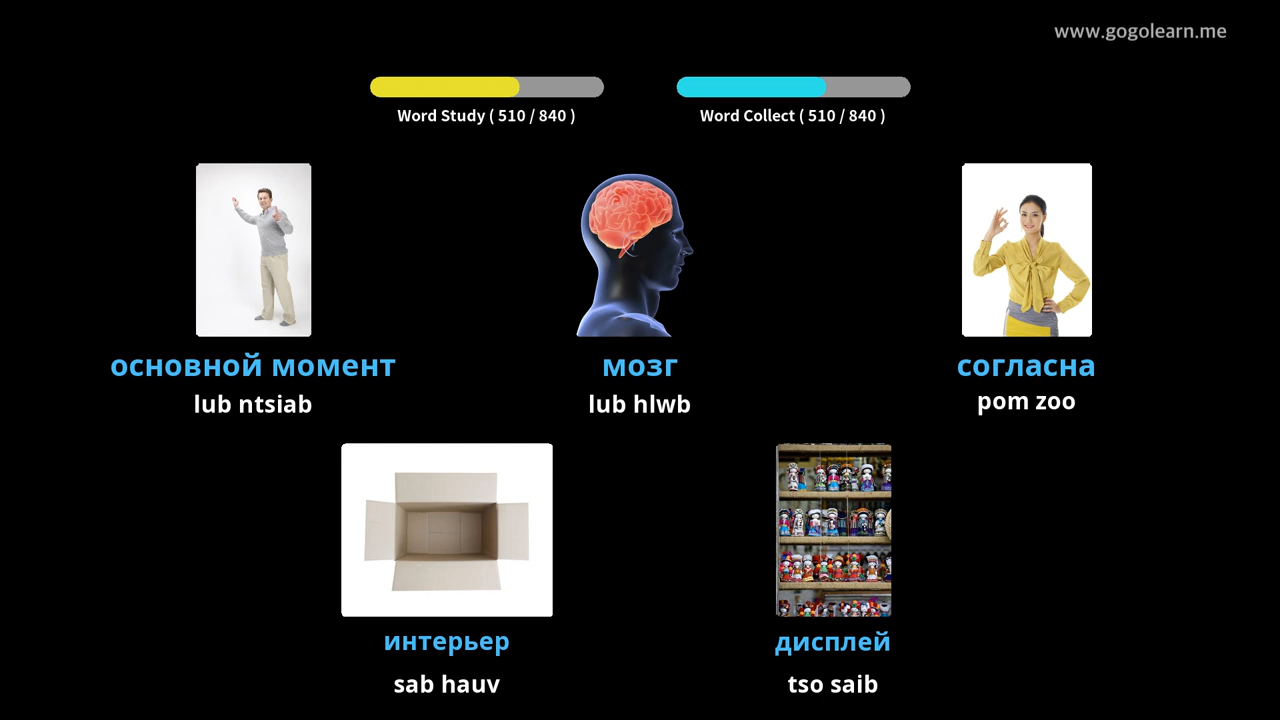 www.gogolearn.me
Word Study ( 510 / 840 )
Word Collect ( 510 / 840 )
основной момент
lub ntsiab
мозг
lub hlwb
согласна
pom zoo
интерьер
sab hauv
дисплей
tso saib